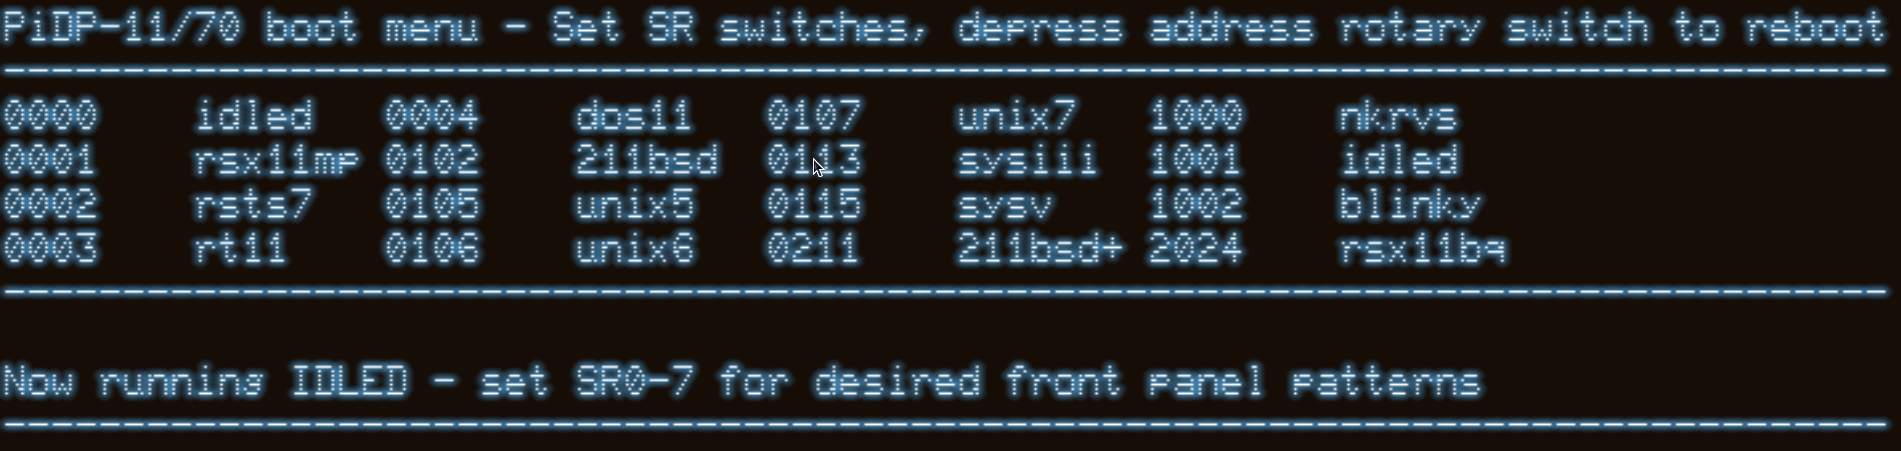 PiDP-11/70 boot menu - Set SR switches, depress address rotary switch to reboot
-------------------------------------------------------------------------------
0000    idled   0004    dos11   0107    unix7   1000    nkrvs
0001    rsx11mp 0102    211bsd  0113    sysiii  1001    idled
0002    rsts7   0105    unix5   0115    sysv    1002    blinky
0003    rt11    0106    unix6   0211    211bsd+ 2024    rsx11bq
-------------------------------------------------------------------------------
Now running IDLED - set SR0-7 for desired front panel patterns
-------------------------------------------------------------------------------